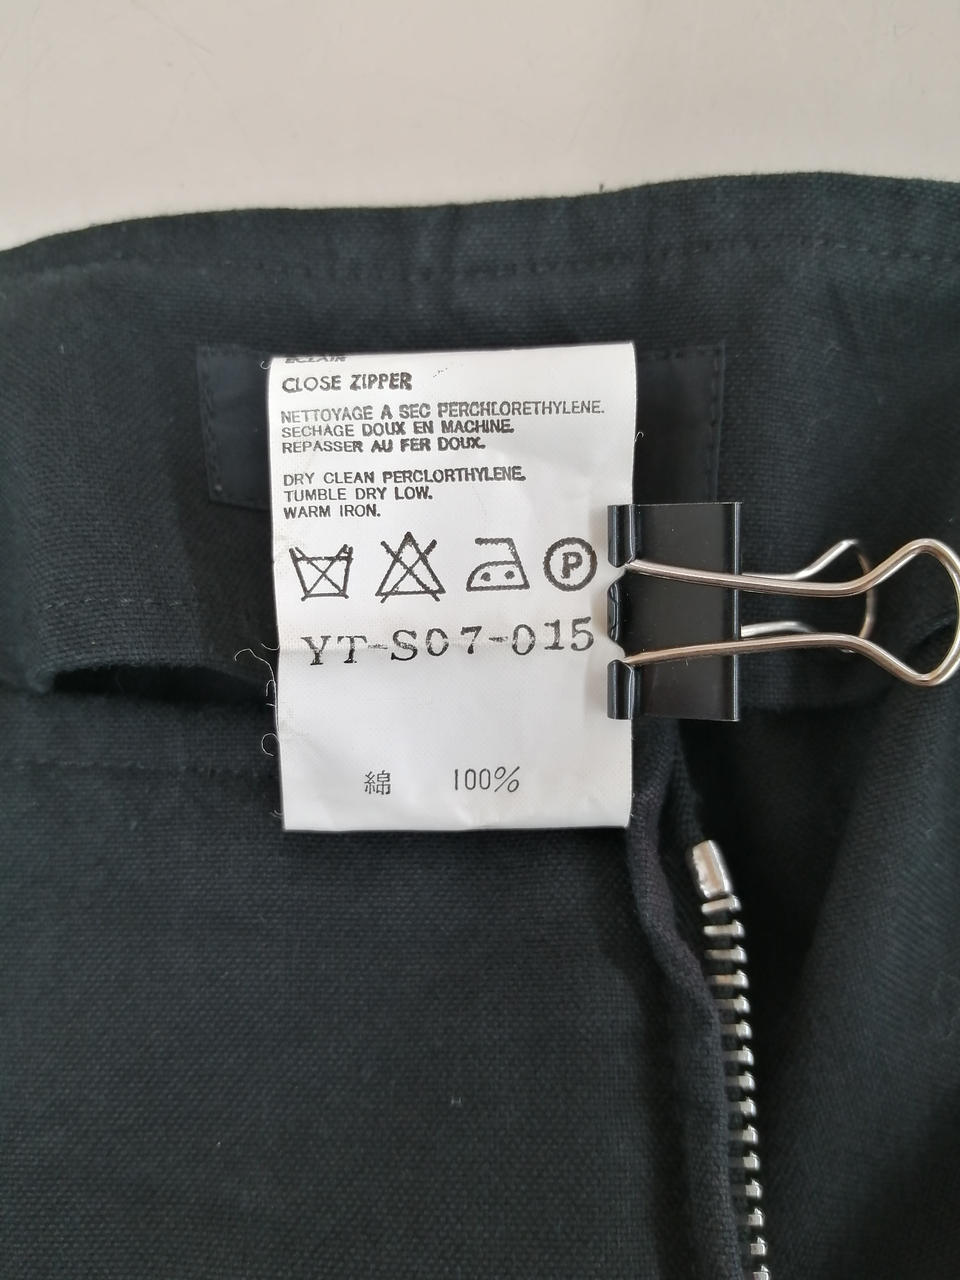 ECLAIR
CLOSE ZIPPER
NETTOYAGE A SEC PERCHLORETHYLENE.
SECHAGE DOUX EN MACHINE.
REPASSER AU FER DOUX.
DRY CLEAN PERCLORTHYLENE.
TUMBLE DRY LOW.
WARM IRON.
P
YT-S07-015
綿 100%